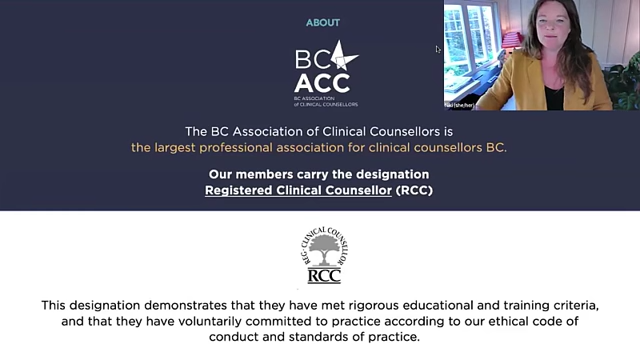 ABOUT
BC
ACC
BC ASSOCIATION
of CLINICAL COUNSELLORS
The BC Association of Clinical Counsellors is
the largest professional association for clinical counsellors BC.
Our members carry the designation
Registered Clinical Counsellor (RCC)
(she/her)
REG. CLINICAL COUNSELLOR
RCC
This designation demonstrates that they have met rigorous educational and training criteria,
and that they have voluntarily committed to practice according to our ethical code of
conduct and standards of practice.